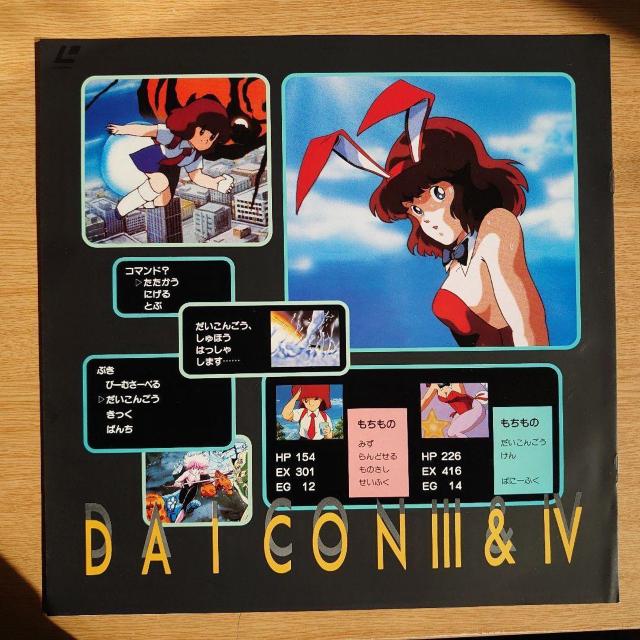 コマンド?
▷たたかう
にげる
とぶ
だいこんごう、
しゅほう
はっしゃ
します……
ぶき
びーむさーべる
▷だいこんごう
きっく
ぱんち
HP 154
EX 301
EG 12
もちもの
みず
らんどせる
ものさし
せいふく
HP 226
EX 416
EG 14
もちもの
だいこんごう
けん
ばにーふく
DAICON III & IV